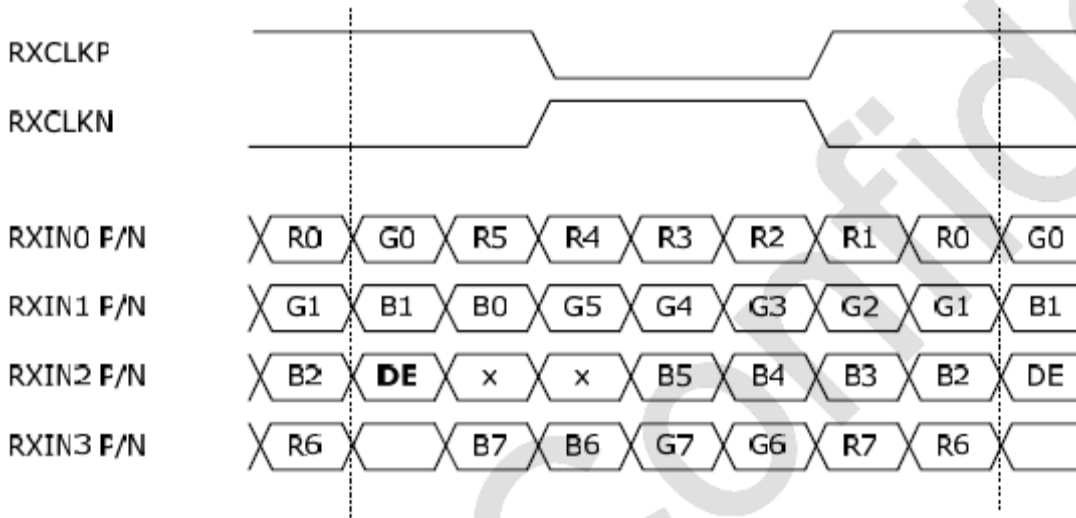 RXCLKP
RXCLKN
RXIN0 P/N R0 G0 R5 R4 R3 R2 R1 R0 G0
RXIN1 P/N G1 B1 B0 G5 G4 G3 G2 G1 B1
RXIN2 P/N B2 DE x x B5 B4 B3 B2 DE
RXIN3 P/N R6 B7 B6 G7 G6 R7 R6
Confid